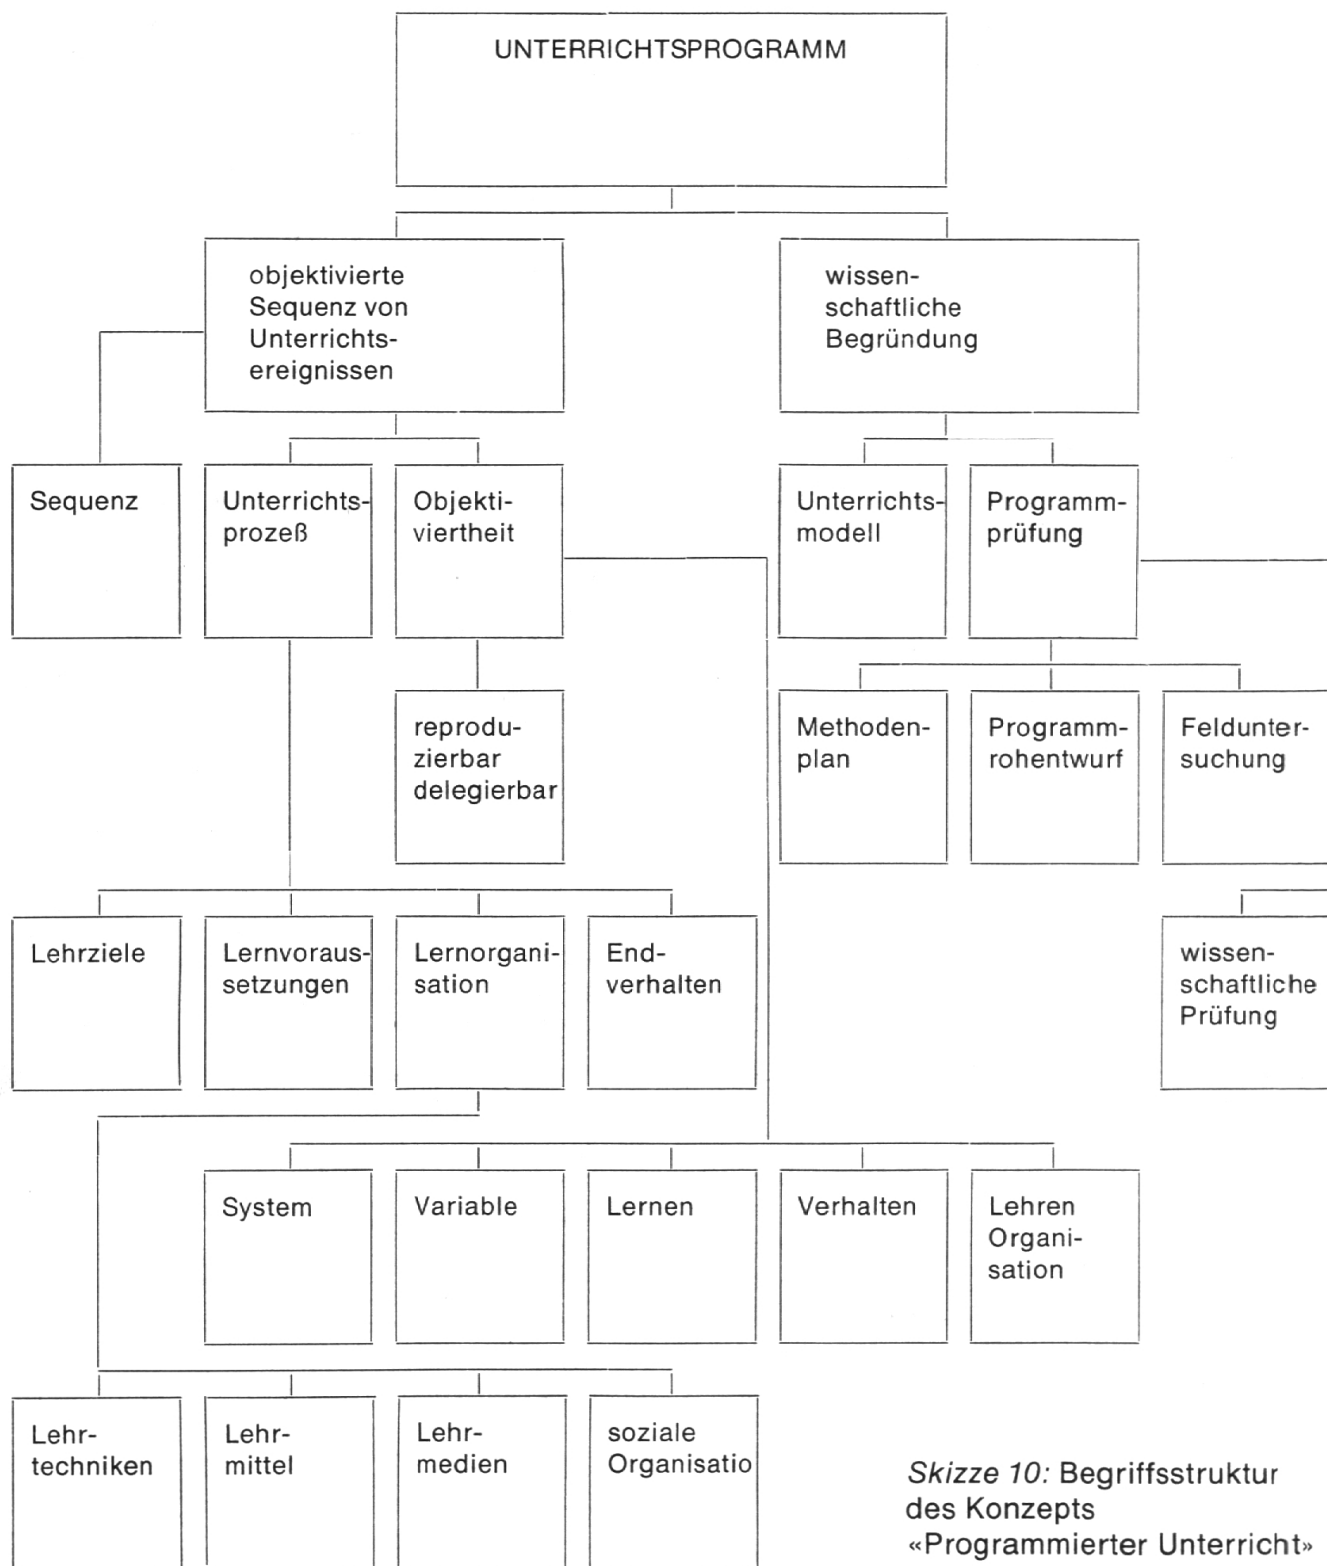 UNTERRICHTSPROGRAMM
objektivierte
Sequenz von
Unterrichts-
ereignissen
wissen-
schaftliche
Begründung
Sequenz
Unterrichts-
prozeß
Objekti-
viertheit
Unterrichts-
modell
Programm-
prüfung
reprodu-
zierbar
delegierbar
Methoden-
plan
Programm-
rohentwurf
Feldunter-
suchung
Lehrziele
Lernvoraus-
setzungen
Lernorgani-
sation
End-
verhalten
wissen-
schaftliche
Prüfung
System
Variable
Lernen
Verhalten
Lehren
Organi-
sation
Lehr-
techniken
Lehr-
mittel
Lehr-
medien
soziale
Organisatio
Skizze 10: Begriffsstruktur
des Konzepts
«Programmierter Unterricht»